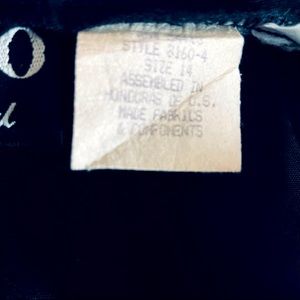 STYLE 8160-4
SIZE 14
ASSEMBLED IN
HONDURAS OF U.S.
MADE FABRICS
& COMPONENTS
O
u